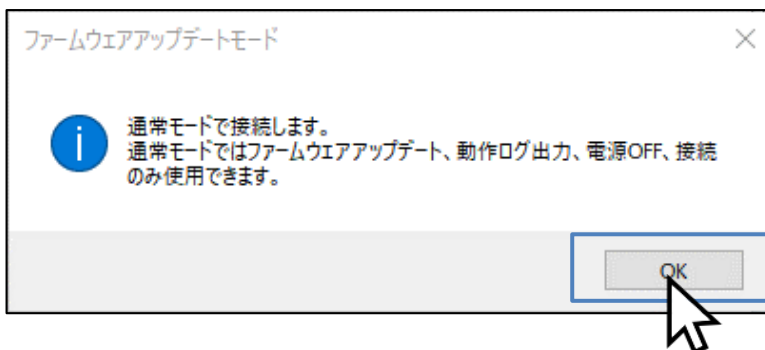 ファームウェアアップデートモード
通常モードで接続します。
通常モードではファームウェアアップデート、動作ログ出力、電源OFF、接続
のみ使用できます。
OK